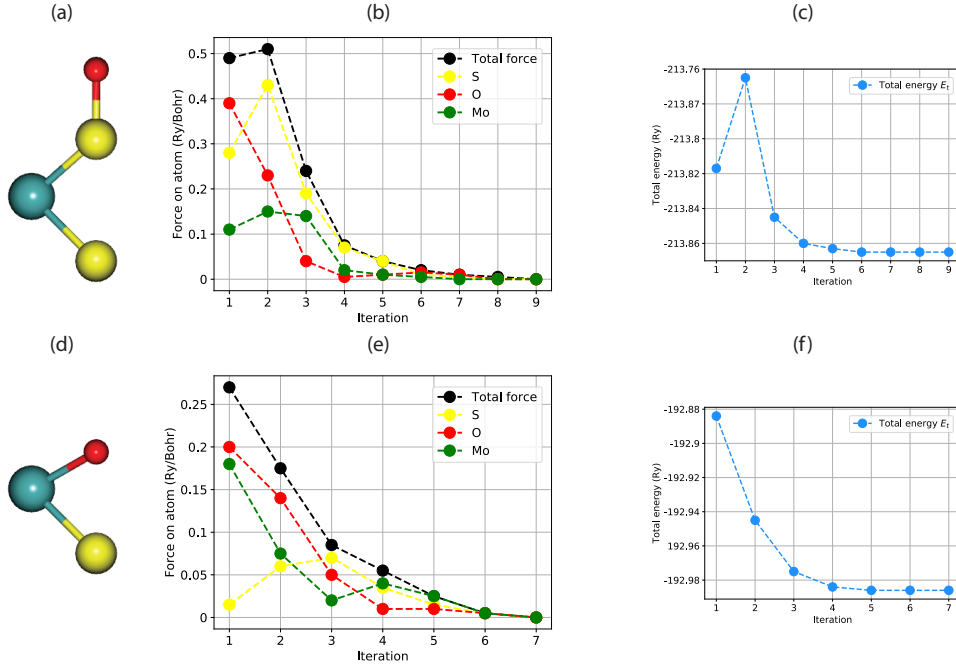 (a)
(b)
(c)
Force on atom (Ry/Bohr)
0.5
0.4
0.3
0.2
0.1
0
1 2 3 4 5 6 7 8 9
Iteration
Total force
S
O
Mo
Total energy (Ry)
-213.76
-213.87
-213.8
-213.82
-213.84
-213.86
1 2 3 4 5 6 7 8 9
Iteration
Total energy Et
(d)
(e)
(f)
Force on atom (Ry/Bohr)
0.25
0.20
0.15
0.10
0.05
0
1 2 3 4 5 6 7
Iteration
Total force
S
O
Mo
Total energy (Ry)
-192.88
-192.9
-192.92
-192.94
-192.96
-192.98
1 2 3 4 5 6 7
Iteration
Total energy Et